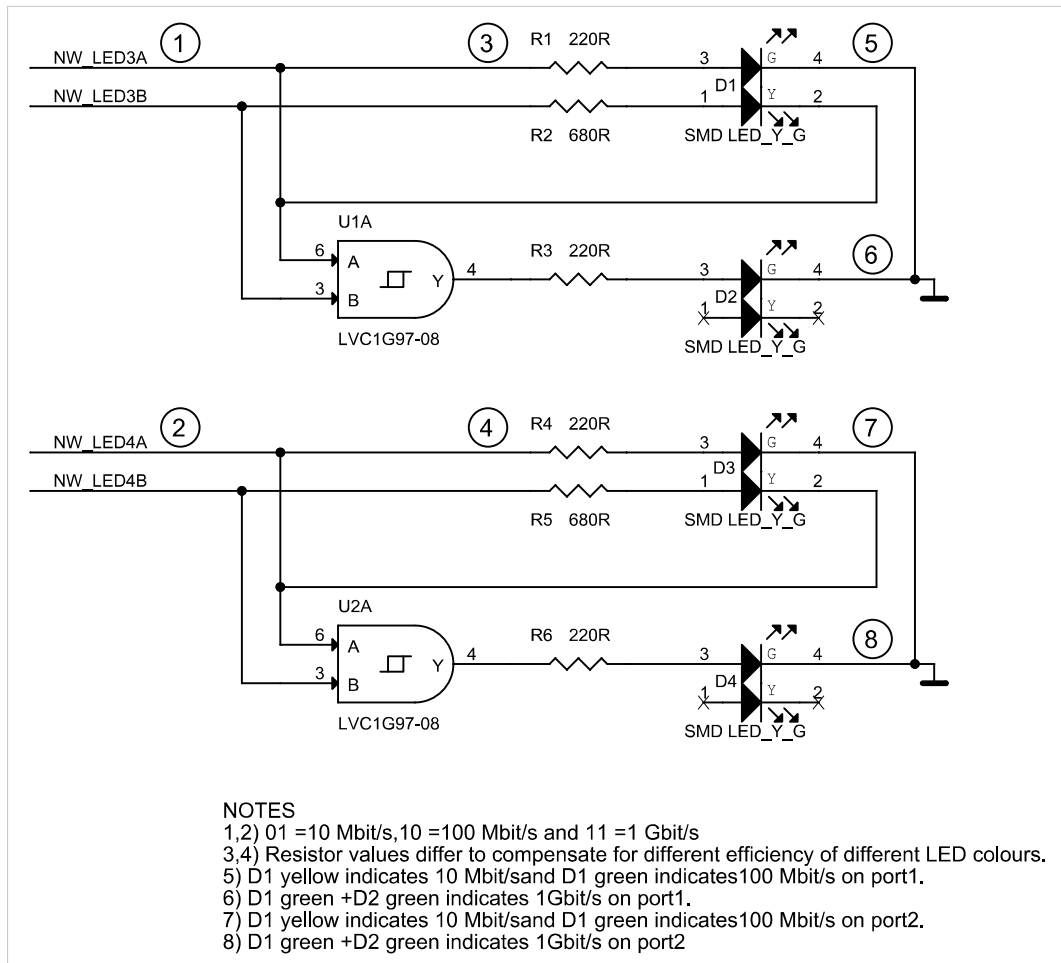 1 3 R1 220R 5
NW_LED3A 3 G 4
D1
NW_LED3B 1 Y 2
R2 680R SMD LED_Y_G
U1A
R3 220R 6
6 A 3 G 4
Y 4
D2
3 B 1 Y 2
LVC1G97-08 SMD LED_Y_G
2 4 R4 220R 7
NW_LED4A 3 G 4
D3
NW_LED4B 1 Y 2
R5 680R SMD LED_Y_G
U2A
R6 220R 8
6 A 3 G 4
Y 4
D4
3 B 1 Y 2
LVC1G97-08 SMD LED_Y_G
NOTES
1,2) 01 =10 Mbit/s,10 =100 Mbit/s and 11 =1 Gbit/s
3,4) Resistor values differ to compensate for different efficiency of different LED colours.
5) D1 yellow indicates 10 Mbit/sand D1 green indicates100 Mbit/s on port1.
6) D1 green +D2 green indicates 1Gbit/s on port1.
7) D1 yellow indicates 10 Mbit/sand D1 green indicates100 Mbit/s on port2.
8) D1 green +D2 green indicates 1Gbit/s on port2